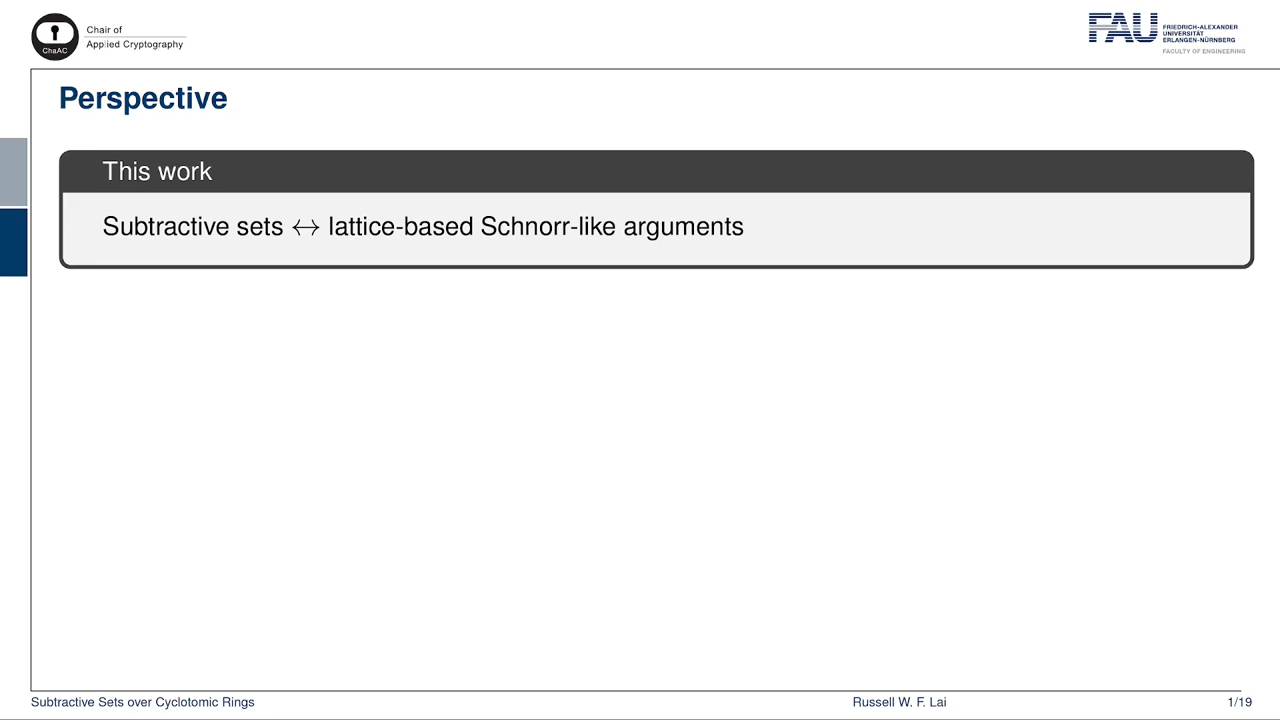 ChaAC
Chair of
Applied Cryptography
FAU
FRIEDRICH-ALEXANDER
UNIVERSITÄT
ERLANGEN-NÜRNBERG
FACULTY OF ENGINEERING
Perspective
This work
Subtractive sets ↔ lattice-based Schnorr-like arguments
Subtractive Sets over Cyclotomic Rings
Russell W. F. Lai
1/19